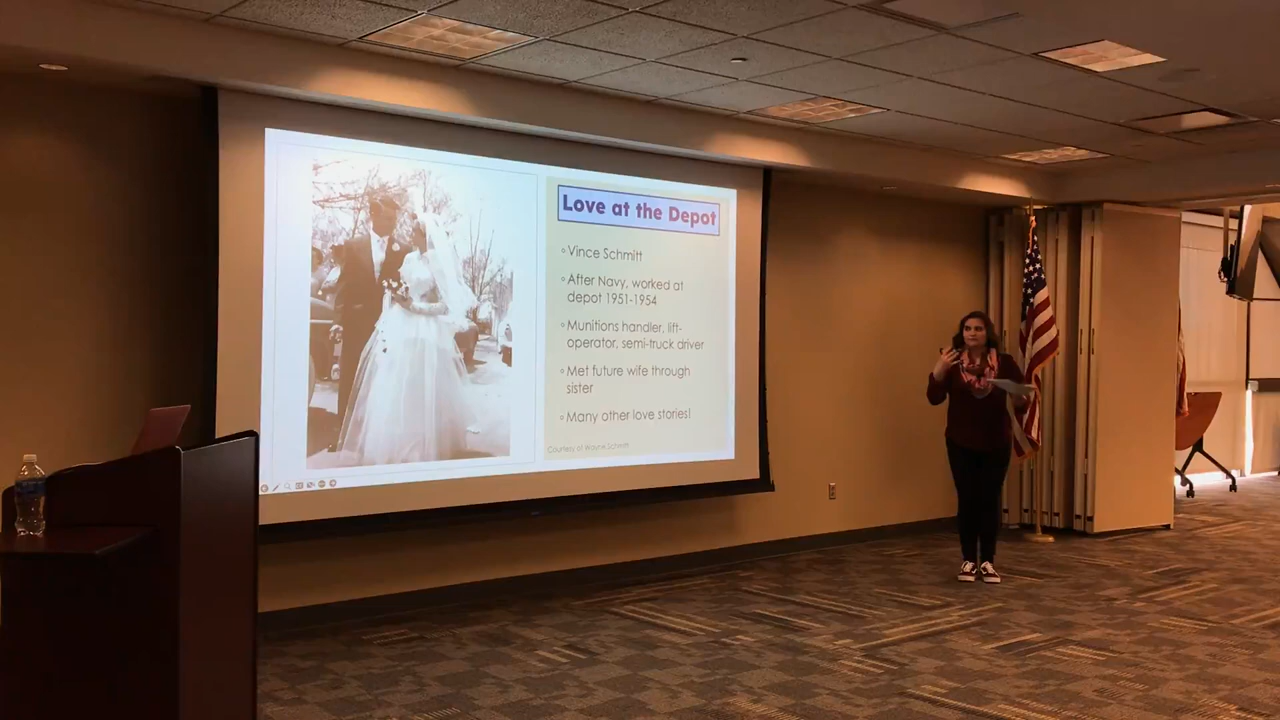 Love at the Depot
Vince Schmitt
After Navy, worked at
depot 1951-1954
Munitions handler, lift-
operator, semi-truck driver
Met future wife through
sister
Many other love stories!
Courtesy of Wayne Schmitt